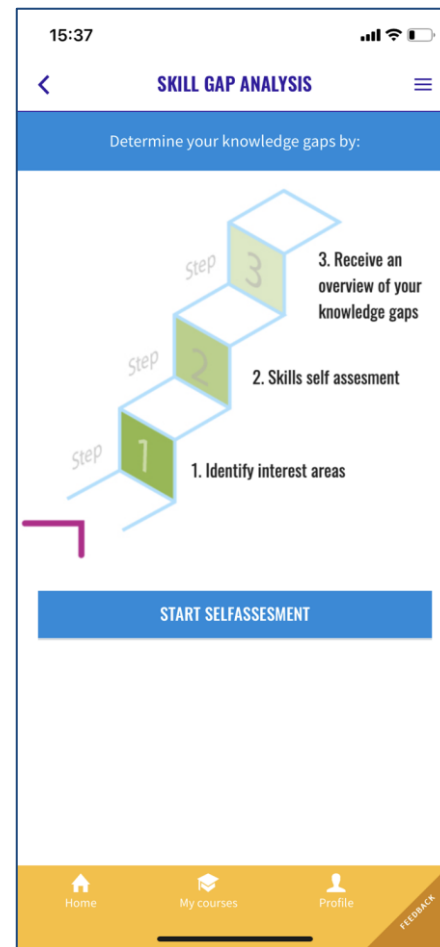 15:37
SKILL GAP ANALYSIS
Determine your knowledge gaps by:
Step 3
3. Receive an
overview of your
knowledge gaps
Step 2
2. Skills self assesment
Step 1
1. Identify interest areas
START SELFASSESMENT
Home
My courses
Profile
FEEDBACK